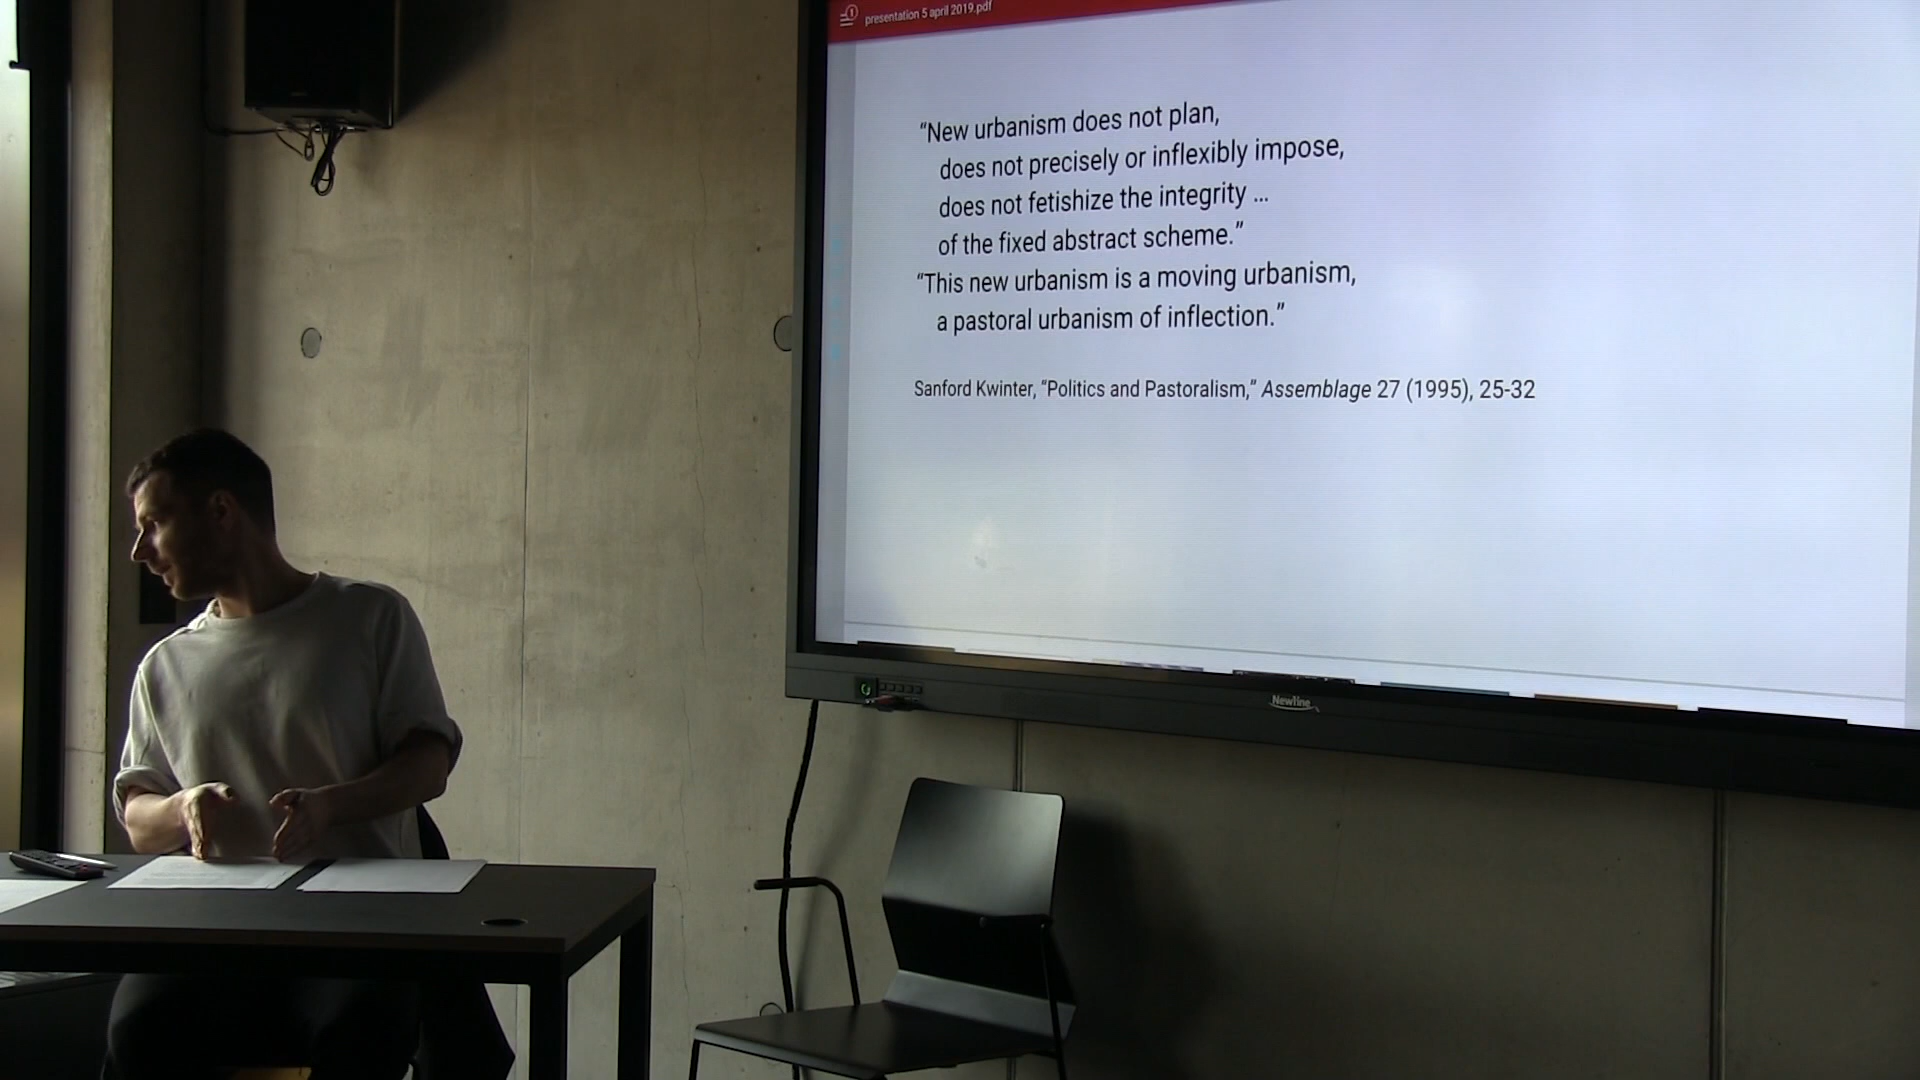 presentation 5 april 2019.pdf
“New urbanism does not plan,
does not precisely or inflexibly impose,
does not fetishize the integrity ...
of the fixed abstract scheme.”
“This new urbanism is a moving urbanism,
a pastoral urbanism of inflection.”
Sanford Kwinter, “Politics and Pastoralism,” Assemblage 27 (1995), 25-32
Newline